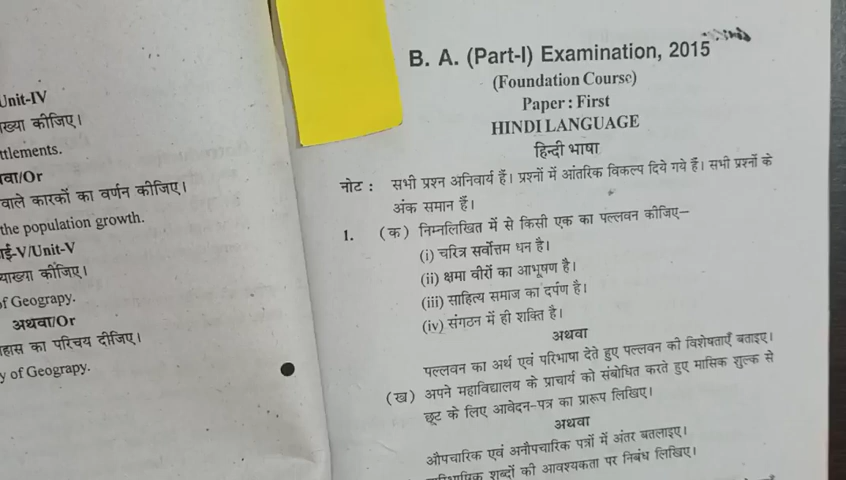 Unit-IV
ख्या कीजिए।
ttlements.
वा/Or
वाले कारकों का वर्णन कीजिए।
the population growth.
ई-V/Unit-V
याख्या कीजिए।
of Geograpy.
अथवा/Or
हास का परिचय दीजिए।
y of Geograpy.
B. A. (Part-I) Examination, 2015
(Foundation Course)
Paper : First
HINDI LANGUAGE
हिन्दी भाषा
नोट : सभी प्रश्न अनिवार्य हैं। प्रश्नों में आंतरिक विकल्प दिये गये हैं। सभी प्रश्नों के
अंक समान हैं।
1. (क) निम्नलिखित में से किसी एक का पल्लवन कीजिए–
(i) चरित्र सर्वोत्तम धन है।
(ii) क्षमा वीरों का आभूषण है।
(iii) साहित्य समाज का दर्पण है।
(iv) संगठन में ही शक्ति है।
अथवा
पल्लवन का अर्थ एवं परिभाषा देते हुए पल्लवन की विशेषताएँ बताइए।
(ख) अपने महाविद्यालय के प्राचार्य को संबोधित करते हुए मासिक शुल्क से
छूट के लिए आवेदन-पत्र का प्रारूप लिखिए।
अथवा
औपचारिक एवं अनौपचारिक पत्रों में अंतर बतलाइए।
शब्दों की आवश्यकता पर निबंध लिखिए।